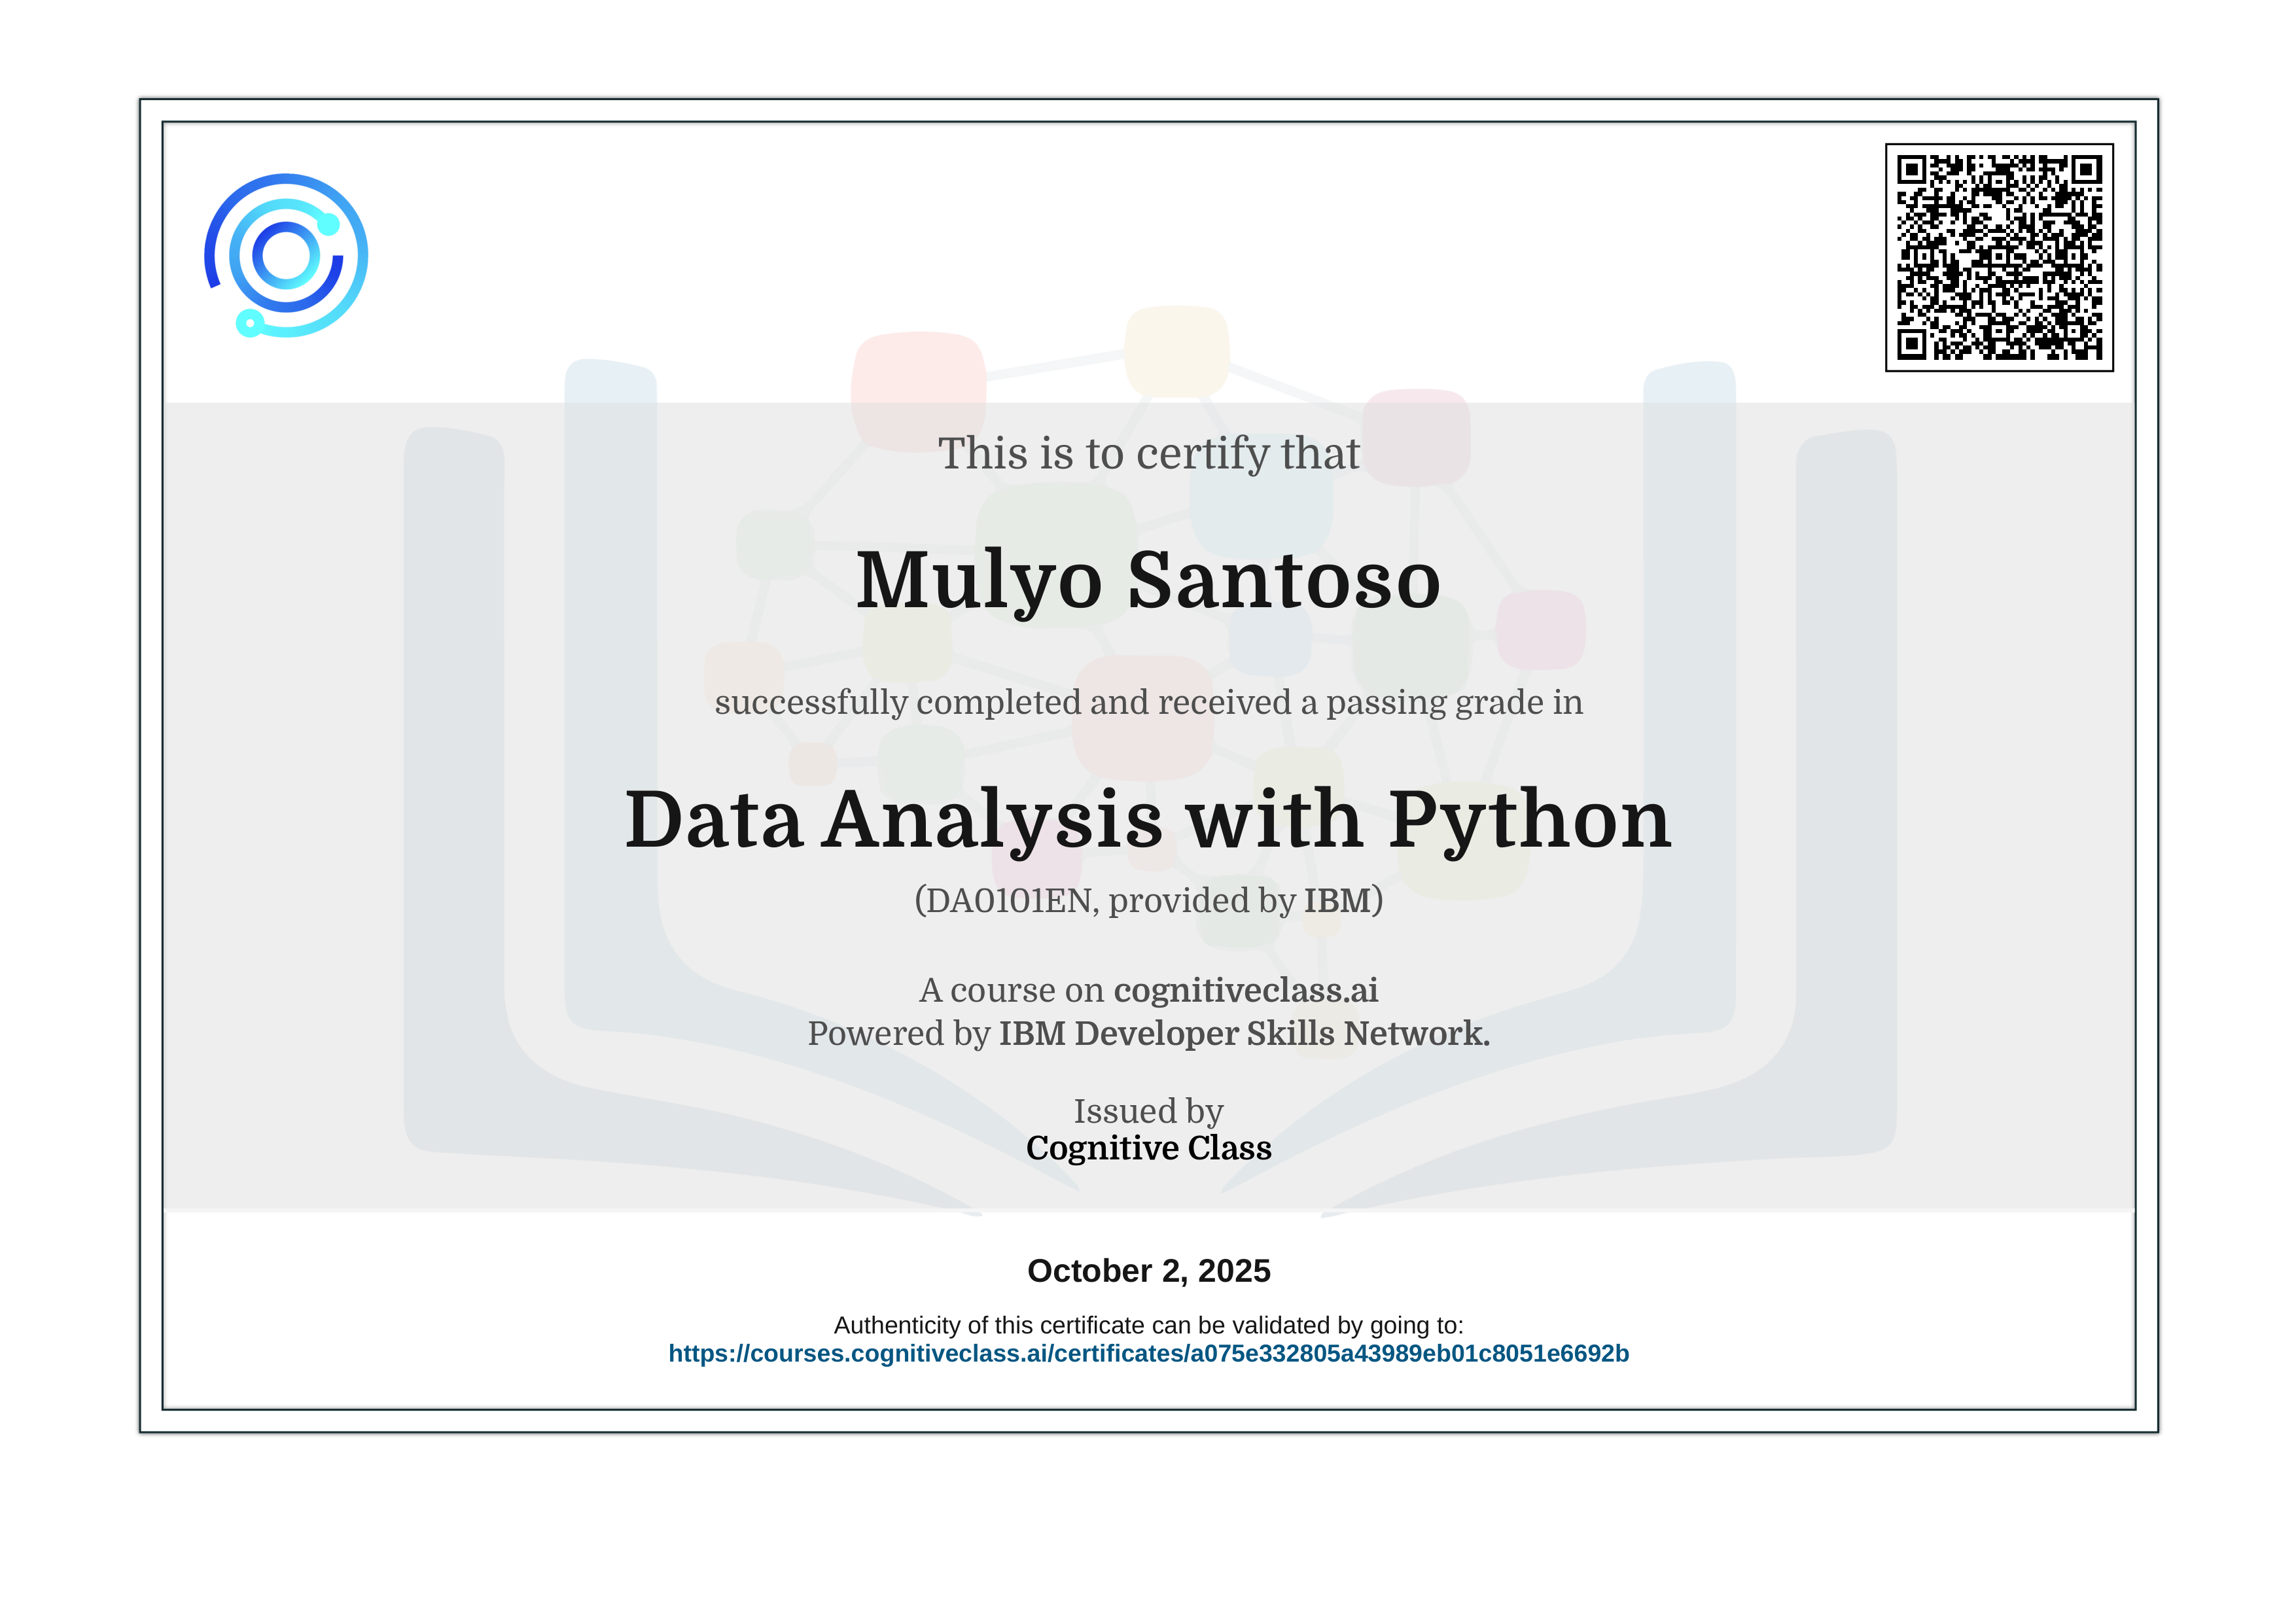 This is to certify that
Mulyo Santoso
successfully completed and received a passing grade in
Data Analysis with Python
(DA0101EN, provided by IBM)
A course on cognitiveclass.ai
Powered by IBM Developer Skills Network.
Issued by
Cognitive Class
October 2, 2025
Authenticity of this certificate can be validated by going to:
https://courses.cognitiveclass.ai/certificates/a075e332805a43989eb01c8051e6692b